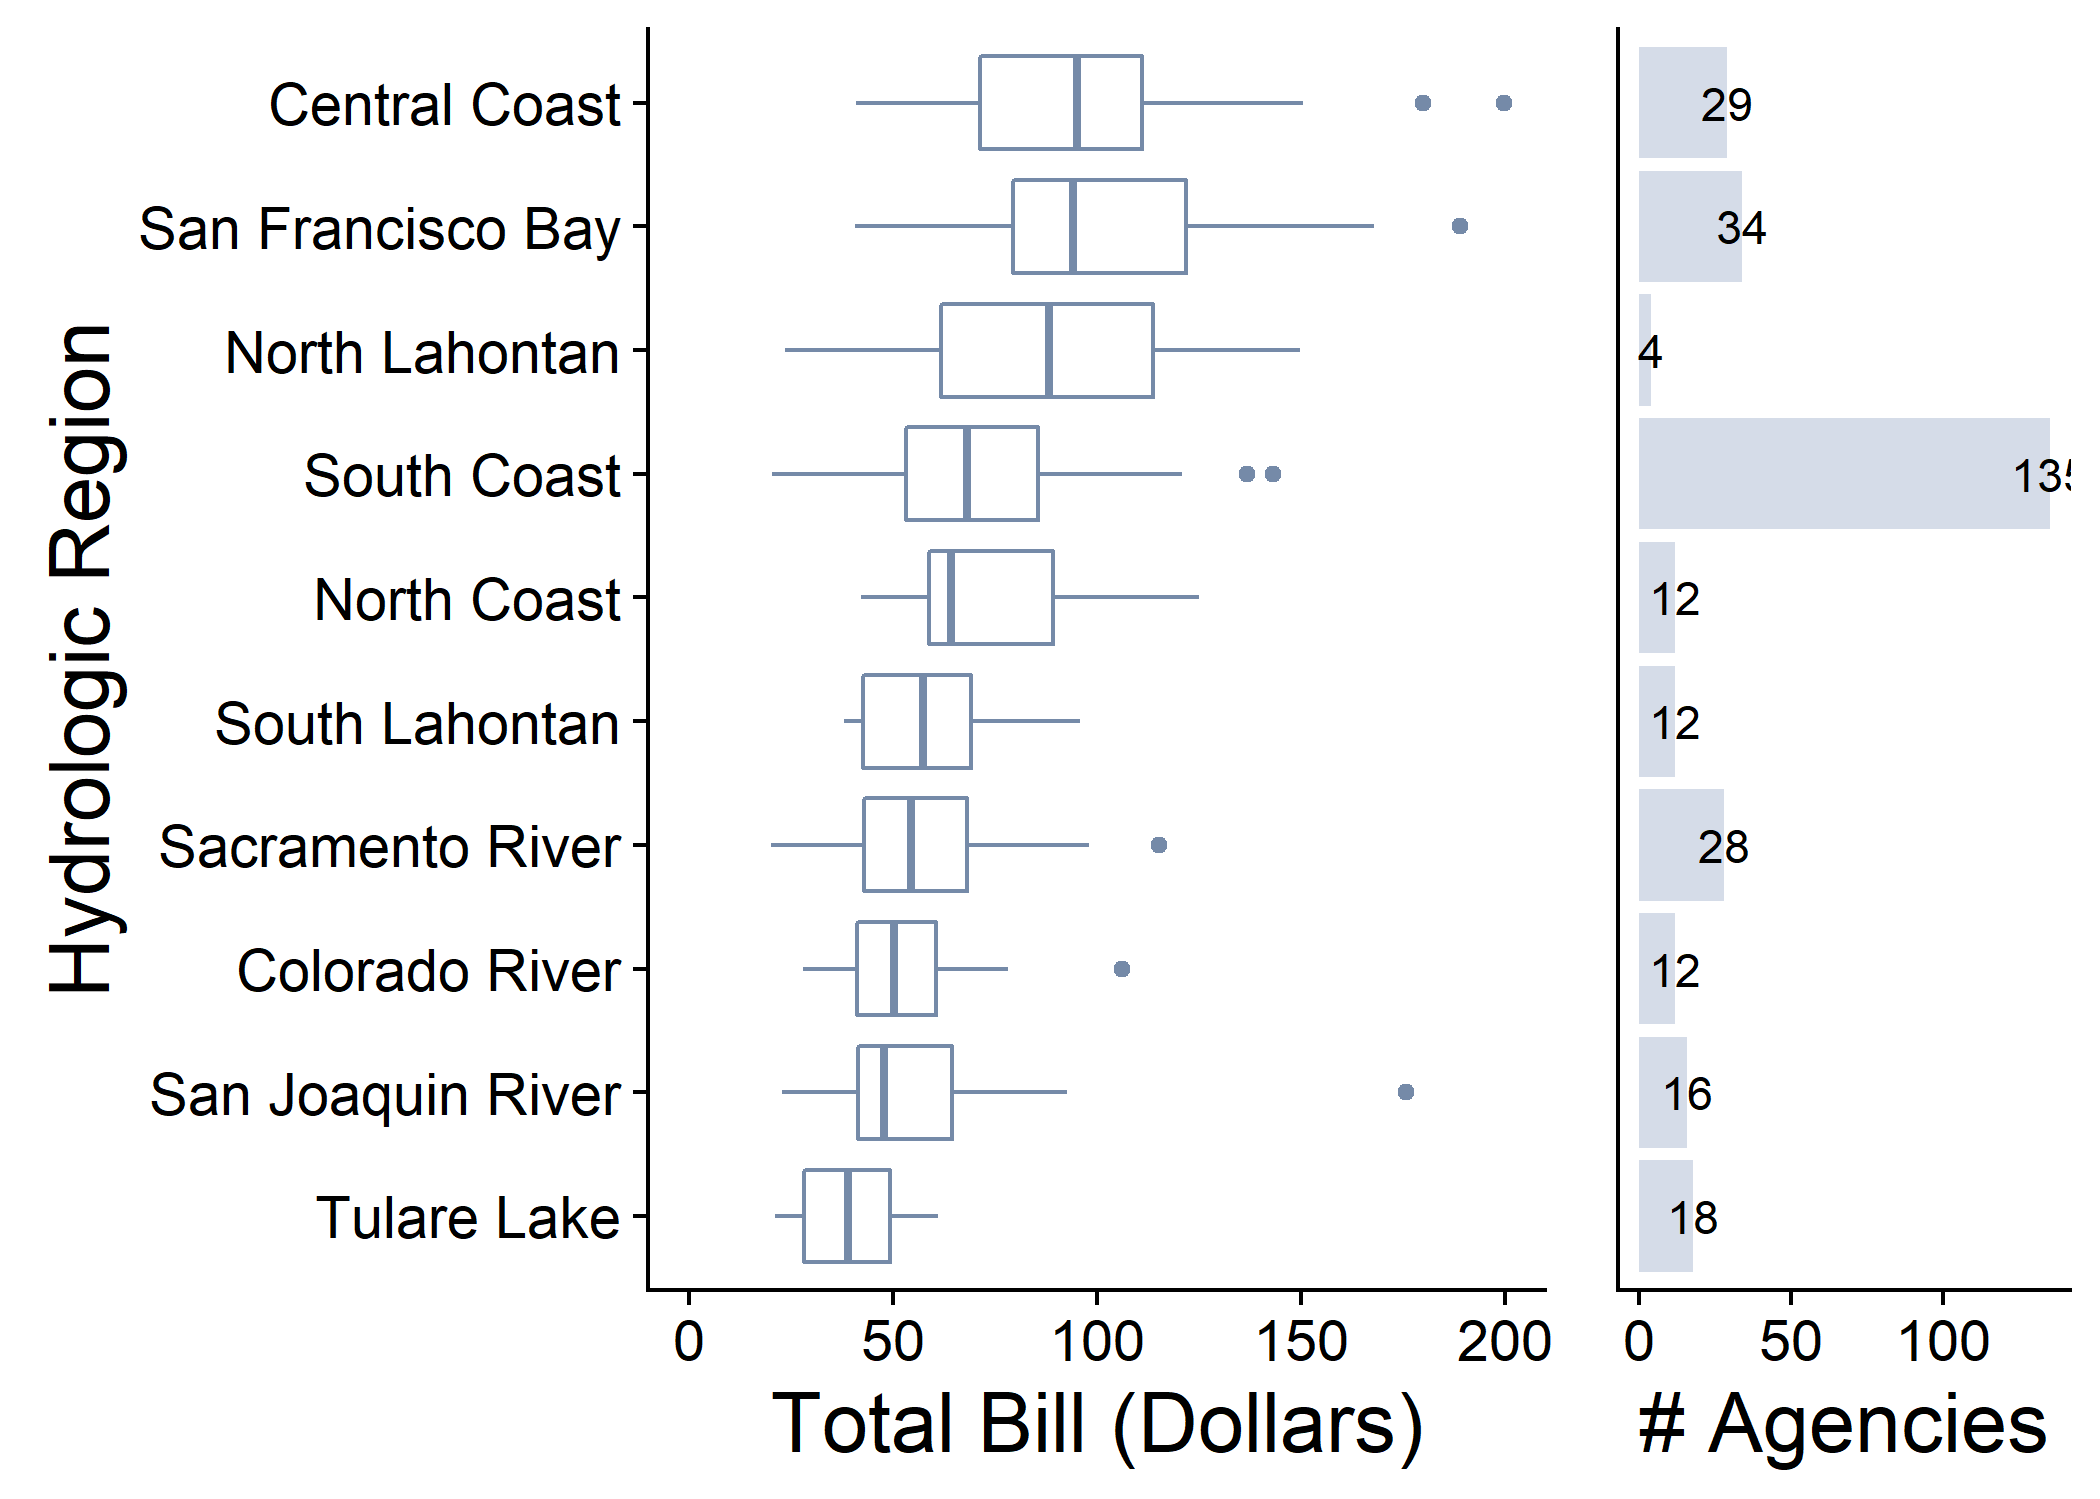 Hydrologic Region
Central Coast
San Francisco Bay
North Lahontan
South Coast
North Coast
South Lahontan
Sacramento River
Colorado River
San Joaquin River
Tulare Lake
0 50 100 150 200
Total Bill (Dollars)
29
34
4
135
12
12
28
12
16
18
0 50 100
# Agencies